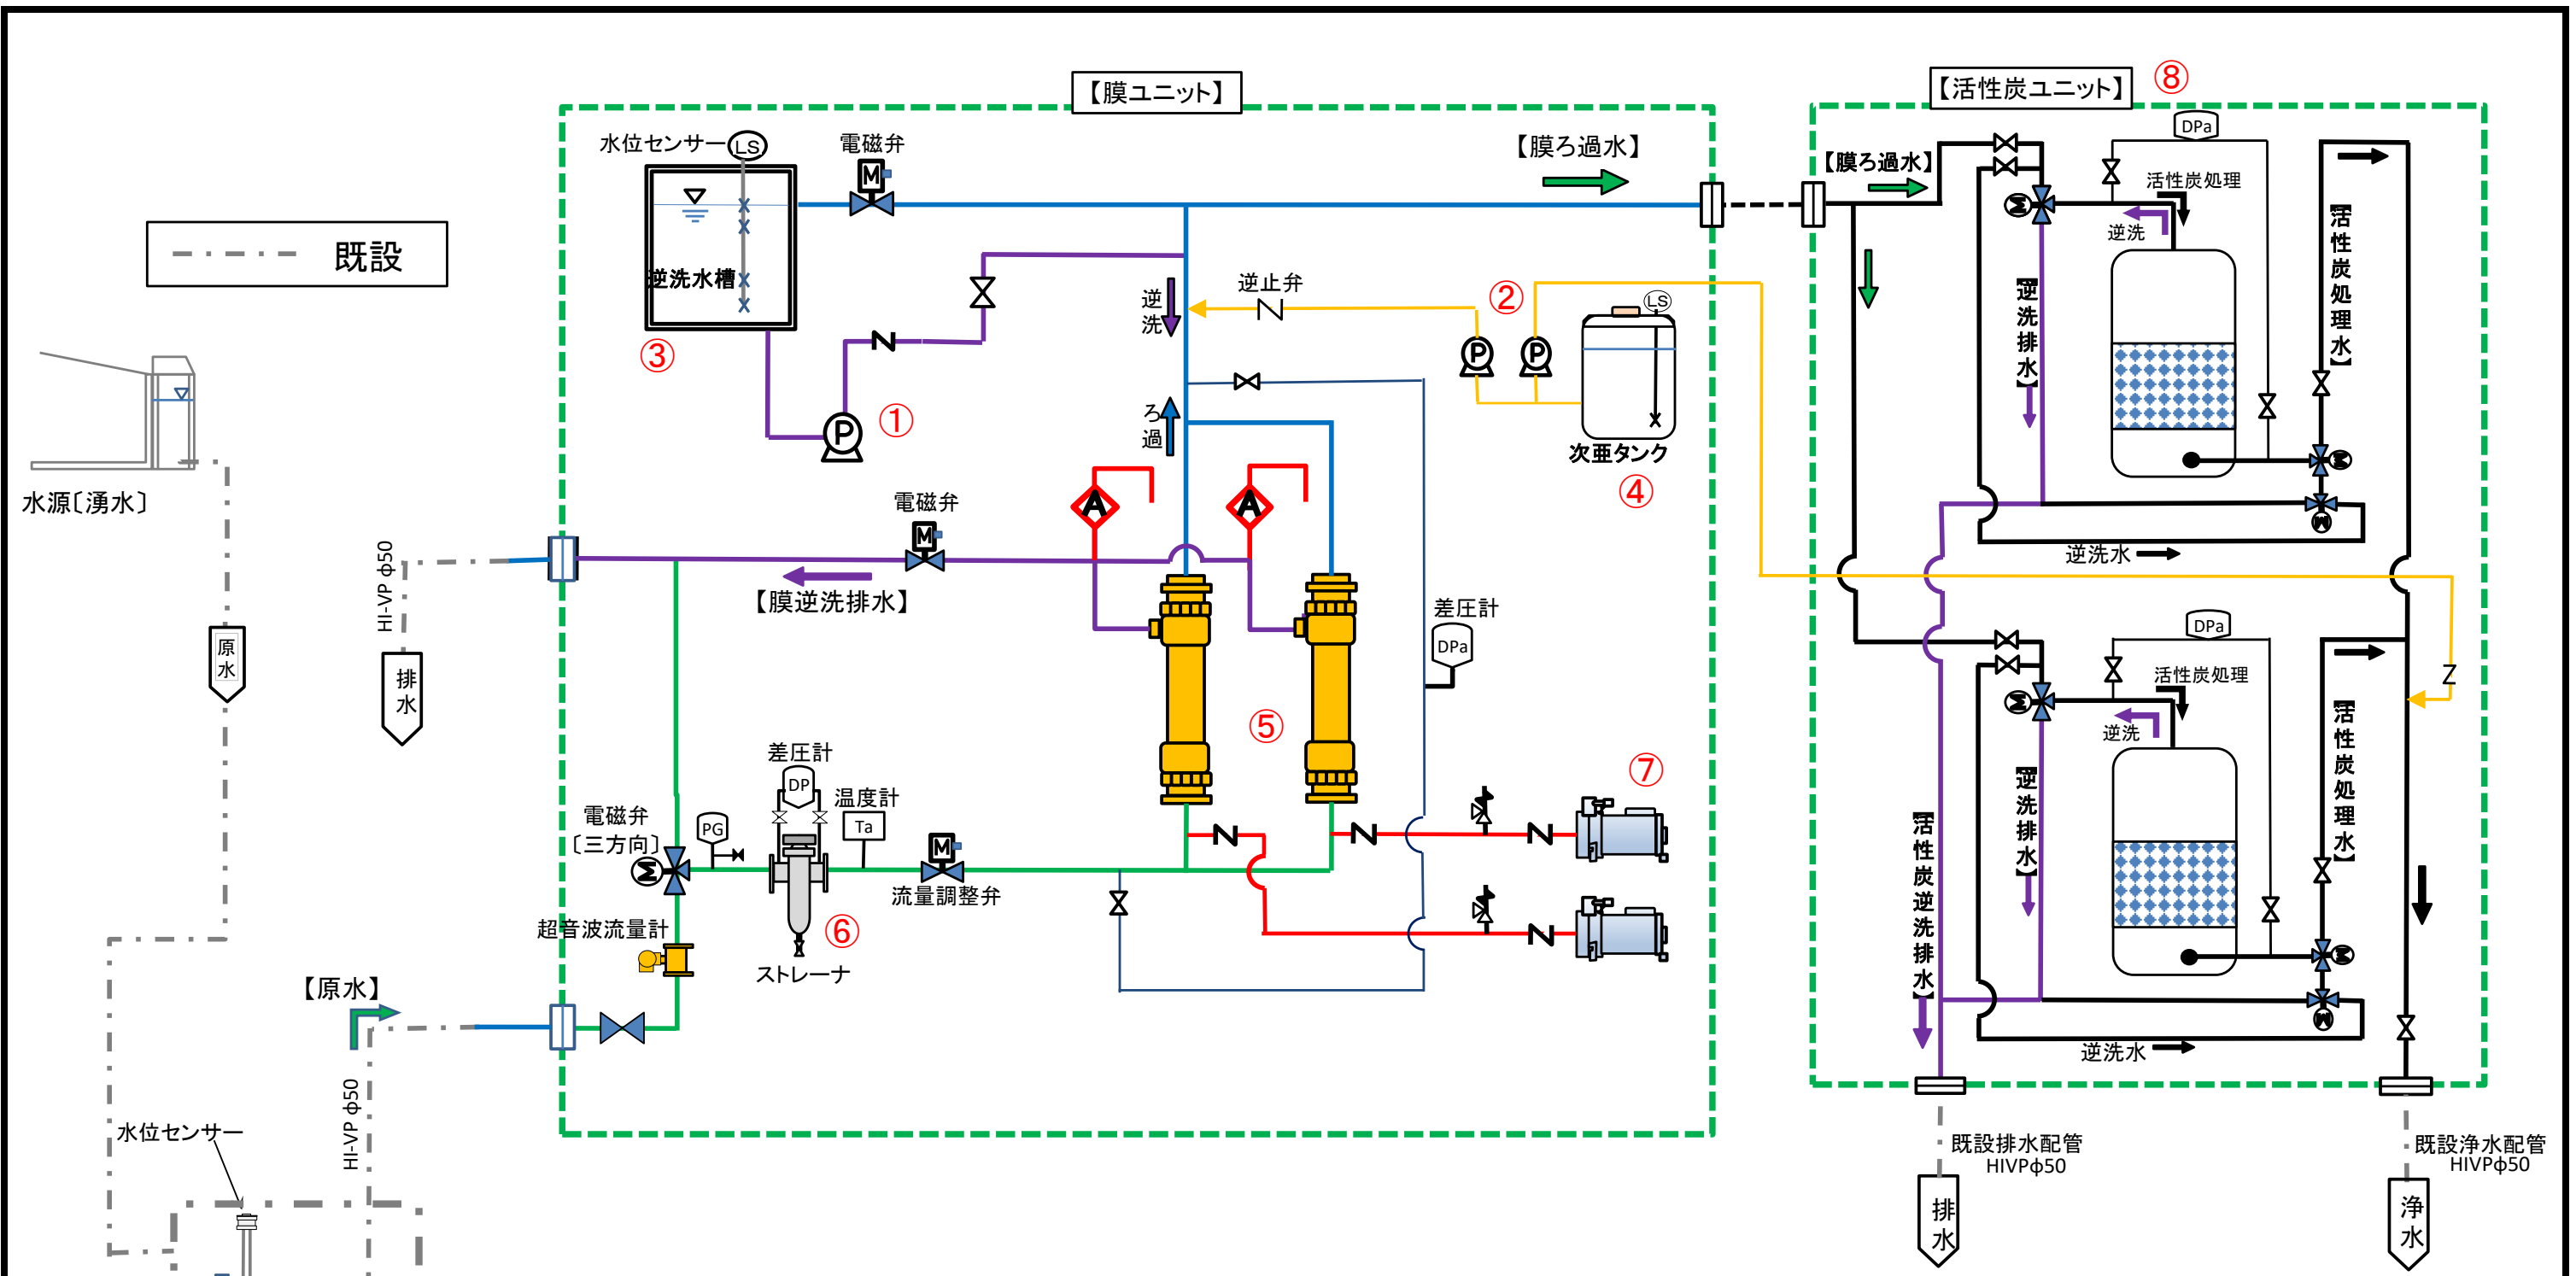 【膜ユニット】
【活性炭ユニット】
⑧
水位センサー
LS
電磁弁
M
【膜ろ過水】
【膜ろ過水】
DPa
活性炭処理
逆洗
M
【活性炭処理水】
既設
逆洗水槽
③
逆洗
逆止弁
②
LS
【逆洗排水】
P
①
P
P
ろ過
次亜タンク
④
M
M
水源〔湧水〕
A
A
電磁弁
M
逆洗水
HI-VP φ50
【膜逆洗排水】
差圧計
DPa
原水
排水
DPa
活性炭処理
逆洗
M
Z
【活性炭処理水】
⑤
⑦
差圧計
DP
温度計
Ta
電磁弁
〔三方向〕
PG
M
M
流量調整弁
【逆洗排水】
【活性炭逆洗排水】
超音波流量計
⑥
ストレーナ
M
M
【原水】
逆洗水
HI-VP φ50
水位センサー
既設排水配管
HIVPφ50
既設浄水配管
HIVPφ50
排水
浄水